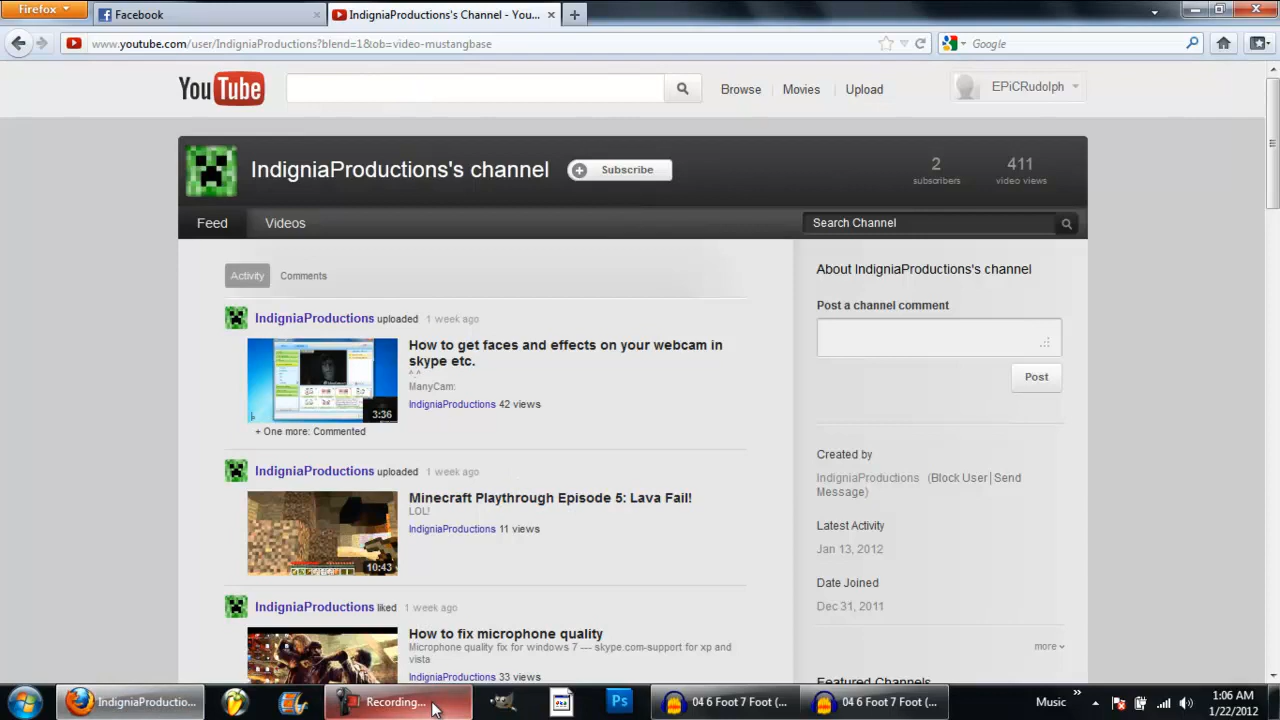 Firefox
Facebook
IndigniaProductions's Channel - You...
www.youtube.com/user/IndigniaProductions?blend=1&ob=video-mustangbase
Google
YouTube
Browse
Movies
Upload
EPiCRudolph
IndigniaProductions's channel
Subscribe
2
subscribers
411
video views
Feed
Videos
Search Channel
Activity
Comments
IndigniaProductions uploaded 1 week ago
How to get faces and effects on your webcam in
skype etc.
^.^
ManyCam:
IndigniaProductions 42 views
3:36
+ One more: Commented
IndigniaProductions uploaded 1 week ago
Minecraft Playthrough Episode 5: Lava Fail!
LOL!
IndigniaProductions 11 views
10:43
IndigniaProductions liked 1 week ago
How to fix microphone quality
Microphone quality fix for windows 7 --- skype.com-support for xp and
vista
IndigniaProductions 33 views
About IndigniaProductions's channel
Post a channel comment
Post
Created by
IndigniaProductions (Block User|Send
Message)
Latest Activity
Jan 13, 2012
Date Joined
Dec 31, 2011
more
Featured Channels
IndigniaProductio...
Recording...
Ps
04 6 Foot 7 Foot (...
04 6 Foot 7 Foot (...
Music
1:06 AM
1/22/2012